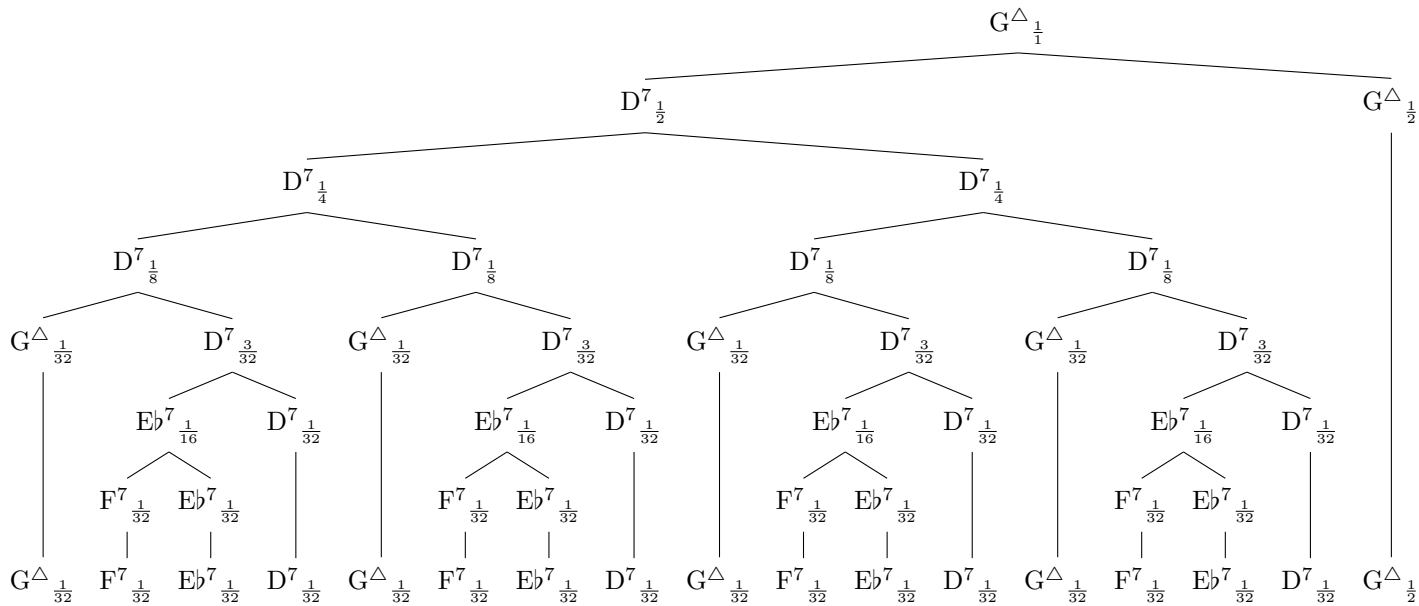 G△ 1/1
D7 1/2 G△ 1/2
D7 1/4 D7 1/4
D7 1/8 D7 1/8 D7 1/8 D7 1/8
G△ 1/32 D7 3/32 G△ 1/32 D7 3/32 G△ 1/32 D7 3/32 G△ 1/32 D7 3/32
E♭7 1/16 D7 1/32 E♭7 1/16 D7 1/32 E♭7 1/16 D7 1/32 E♭7 1/16 D7 1/32
F7 1/32 E♭7 1/32 F7 1/32 E♭7 1/32 F7 1/32 E♭7 1/32 F7 1/32 E♭7 1/32
G△ 1/32 F7 1/32 E♭7 1/32 D7 1/32 G△ 1/32 F7 1/32 E♭7 1/32 D7 1/32 G△ 1/32 F7 1/32 E♭7 1/32 D7 1/32 G△ 1/32 F7 1/32 E♭7 1/32 D7 1/32 G△ 1/2